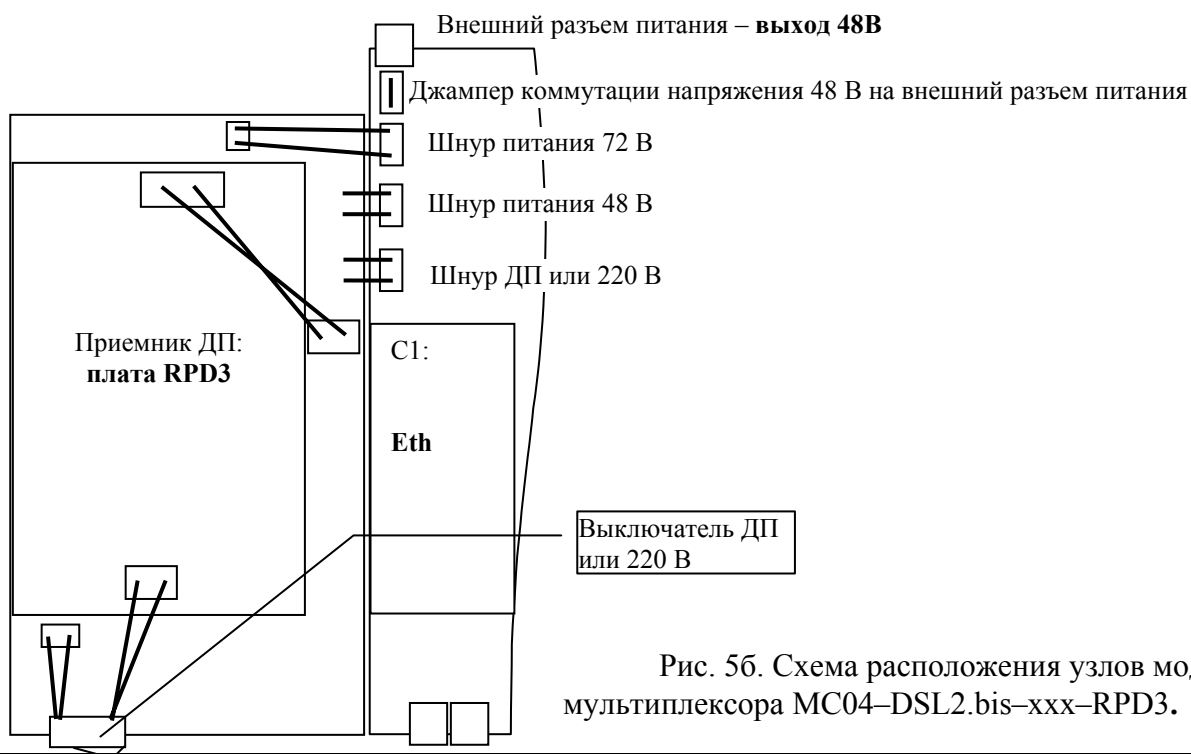 Внешний разъем питания – выход 48В
Джампер коммутации напряжения 48 В на внешний разъем питания
Шнур питания 72 В
Шнур питания 48 В
Шнур ДП или 220 В
Приемник ДП:
плата RPD3
C1:
Eth
Выключатель ДП
или 220 В
Рис. 5б. Схема расположения узлов
мультиплексора МС04–DSL2.bis–xxx–RPD3.